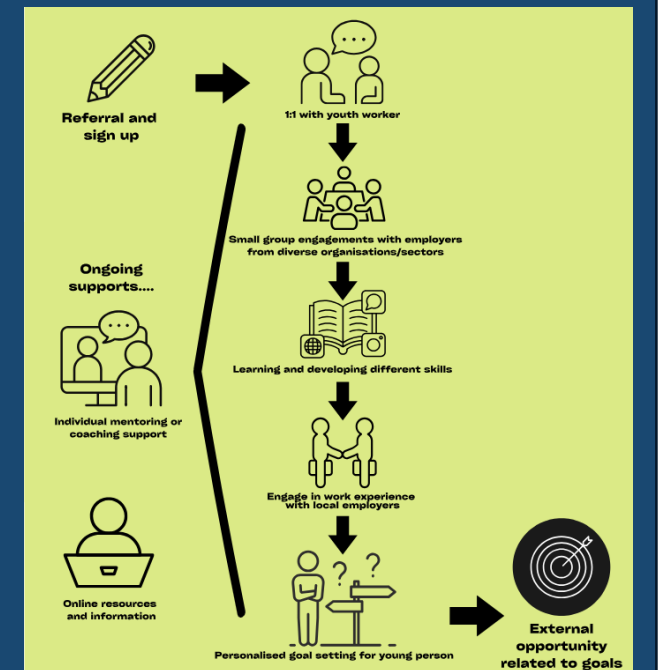 Referral and
sign up
1:1 with youth worker
Small group engagements with employers
from diverse organisations/sectors
Learning and developing different skills
Engage in work experience
with local employers
? ?
Personalised goal setting for young person
Ongoing
supports....
Individual mentoring or
coaching support
Online resources
and information
External
opportunity
related to goals